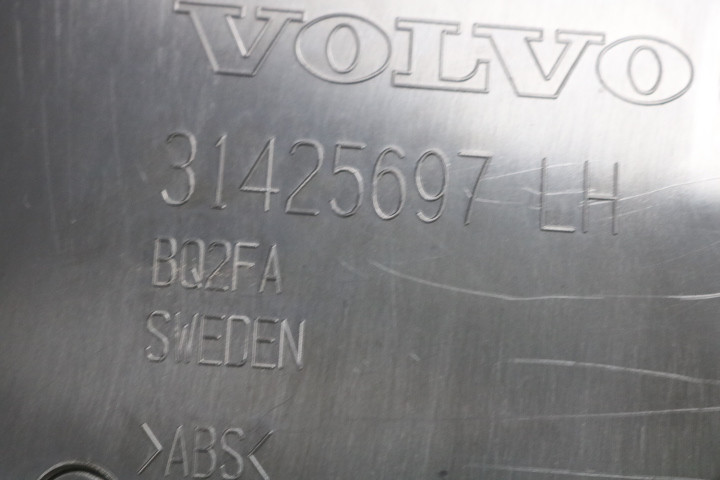 VOLVO
31425697 LH
BQ2FA
SWEDEN
>ABS<